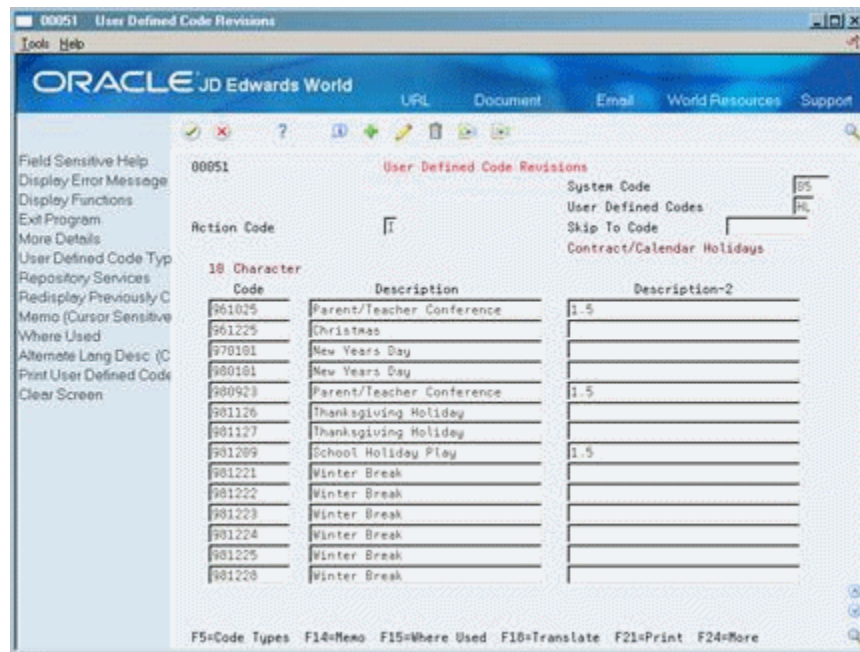 00051 User Defined Code Revisions
Tools Help
ORACLE JD Edwards World
URL Document Email World Resources Support
Field Sensitive Help
Display Error Message
Display Functions
Exit Program
More Details
User Defined Code Typ
Repository Services
Redisplay Previously C
Memo (Cursor Sensitive
Where Used
Alternate Lang Desc (C
Print User Defined Code
Clear Screen
00051 User Defined Code Revisions
System Code 05
User Defined Codes HL
Action Code I Skip To Code
Contract/Calendar Holidays
10 Character
Code Description Description-2
961025 Parent/Teacher Conference 1.5
961225 Christmas
970101 New Years Day
980101 New Years Day
980923 Parent/Teacher Conference 1.5
981126 Thanksgiving Holiday
981127 Thanksgiving Holiday
981209 School Holiday Play 1.5
981221 Winter Break
981222 Winter Break
981223 Winter Break
981224 Winter Break
981225 Winter Break
981228 Winter Break
F5=Code Types F14=Memo F15=Where Used F18=Translate F21=Print F24=More